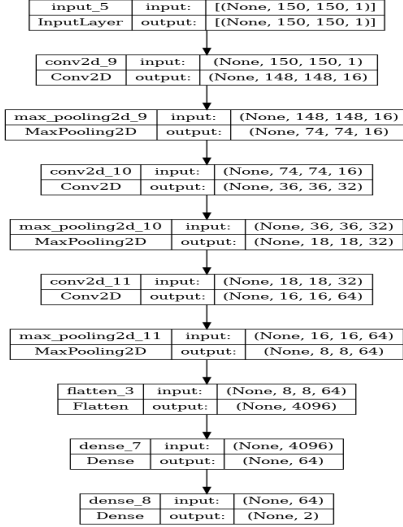 input_5 input: [(None, 150, 150, 1)]
InputLayer output: [(None, 150, 150, 1)]
conv2d_9 input: (None, 150, 150, 1)
Conv2D output: (None, 148, 148, 16)
max_pooling2d_9 input: (None, 148, 148, 16)
MaxPooling2D output: (None, 74, 74, 16)
conv2d_10 input: (None, 74, 74, 16)
Conv2D output: (None, 36, 36, 32)
max_pooling2d_10 input: (None, 36, 36, 32)
MaxPooling2D output: (None, 18, 18, 32)
conv2d_11 input: (None, 18, 18, 32)
Conv2D output: (None, 16, 16, 64)
max_pooling2d_11 input: (None, 16, 16, 64)
MaxPooling2D output: (None, 8, 8, 64)
flatten_3 input: (None, 8, 8, 64)
Flatten output: (None, 4096)
dense_7 input: (None, 4096)
Dense output: (None, 64)
dense_8 input: (None, 64)
Dense output: (None, 2)